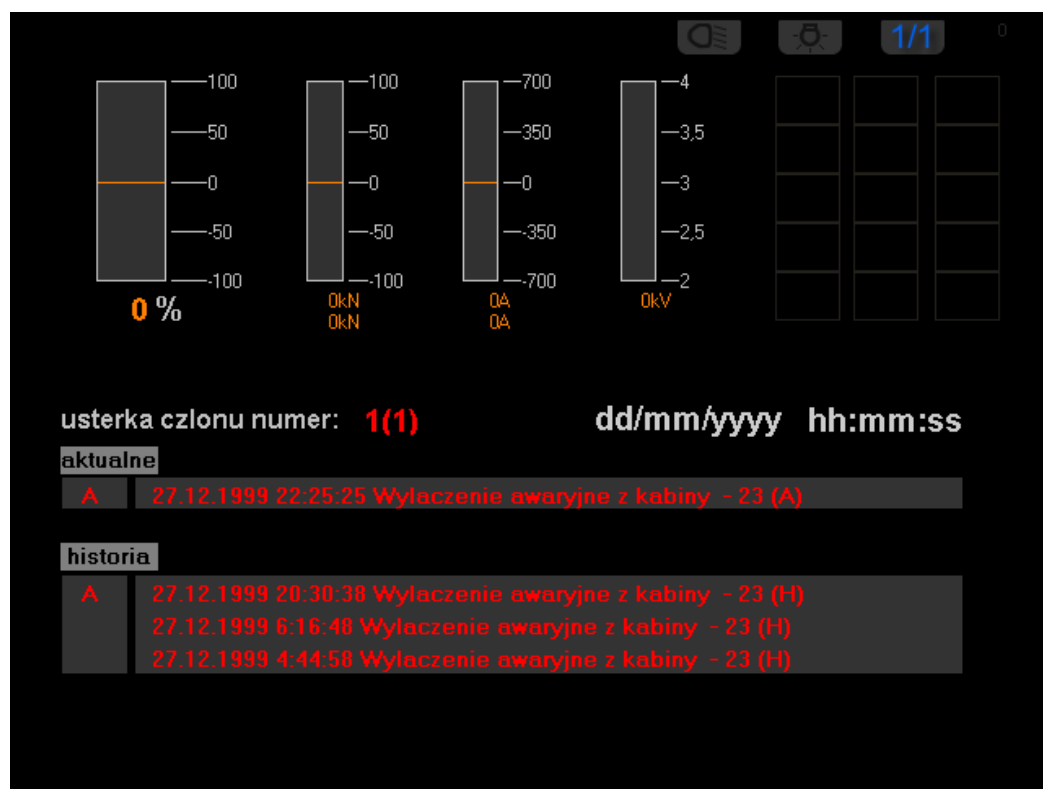 1/1 0
100 100 700 4
50 50 350 3,5
0 0 0 3
-50 -50 -350 2,5
-100 -100 -700 2
0 % 0kN 0A 0kV
0kN 0A
usterka czlonu numer: 1(1) dd/mm/yyyy hh:mm:ss
aktualne
A 27.12.1999 22:25:25 Wylaczenie awaryjne z kabiny - 23 (A)
historia
A 27.12.1999 20:30:38 Wylaczenie awaryjne z kabiny - 23 (H)
27.12.1999 6:16:48 Wylaczenie awaryjne z kabiny - 23 (H)
27.12.1999 4:44:58 Wylaczenie awaryjne z kabiny - 23 (H)